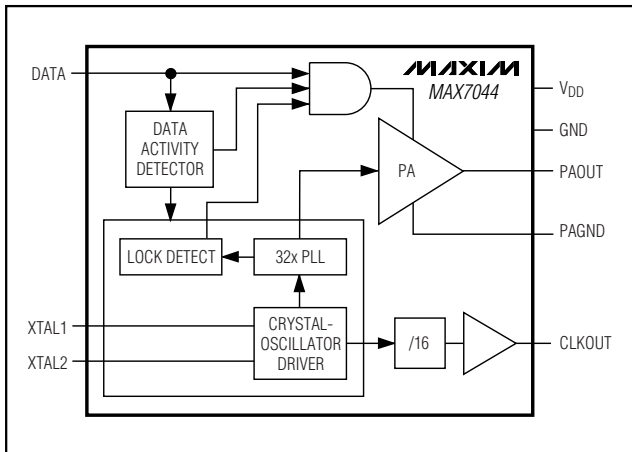 MAXIM
MAX7044
DATA
DATA
ACTIVITY
DETECTOR
LOCK DETECT
32x PLL
PA
XTAL1
XTAL2
CRYSTAL-
OSCILLATOR
DRIVER
/16
VDD
GND
PAOUT
PAGND
CLKOUT